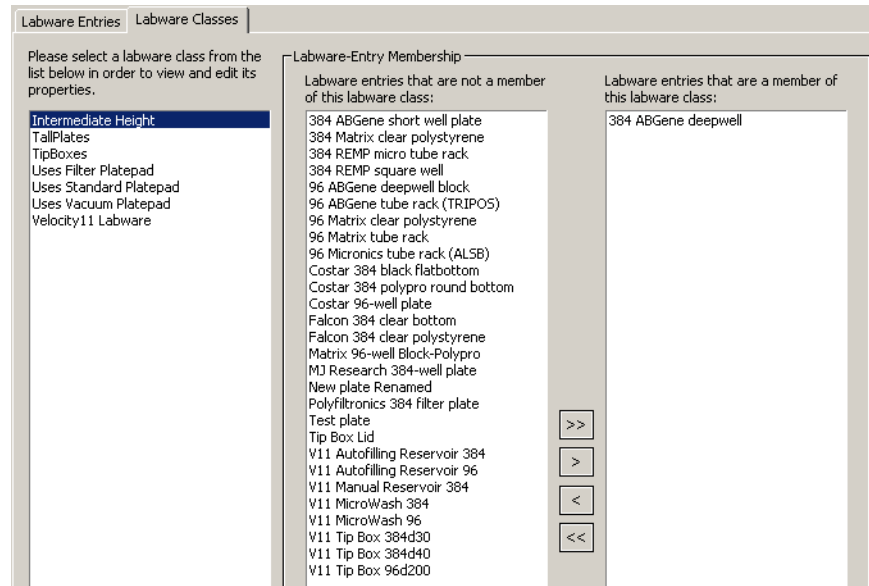 Labware Entries
Labware Classes
Please select a labware class from the
list below in order to view and edit its
properties.
Intermediate Height
TallPlates
TipBoxes
Uses Filter Platepad
Uses Standard Platepad
Uses Vacuum Platepad
Velocity11 Labware
Labware-Entry Membership
Labware entries that are not a member
of this labware class:
384 ABGene short well plate
384 Matrix clear polystyrene
384 REMP micro tube rack
384 REMP square well
96 ABGene deepwell block
96 ABGene tube rack (TRIPOS)
96 Matrix clear polystyrene
96 Matrix tube rack
96 Micronics tube rack (ALSB)
Costar 384 black flatbottom
Costar 384 polypro round bottom
Costar 96-well plate
Falcon 384 clear bottom
Falcon 384 clear polystyrene
Matrix 96-well Block-Polypro
MJ Research 384-well plate
New plate Renamed
Polyfiltronics 384 filter plate
Test plate
Tip Box Lid
V11 Autofilling Reservoir 384
V11 Autofilling Reservoir 96
V11 Manual Reservoir 384
V11 MicroWash 384
V11 MicroWash 96
V11 Tip Box 384d30
V11 Tip Box 384d40
V11 Tip Box 96d200
>>
>
<
<<
Labware entries that are a member of
this labware class:
384 ABGene deepwell